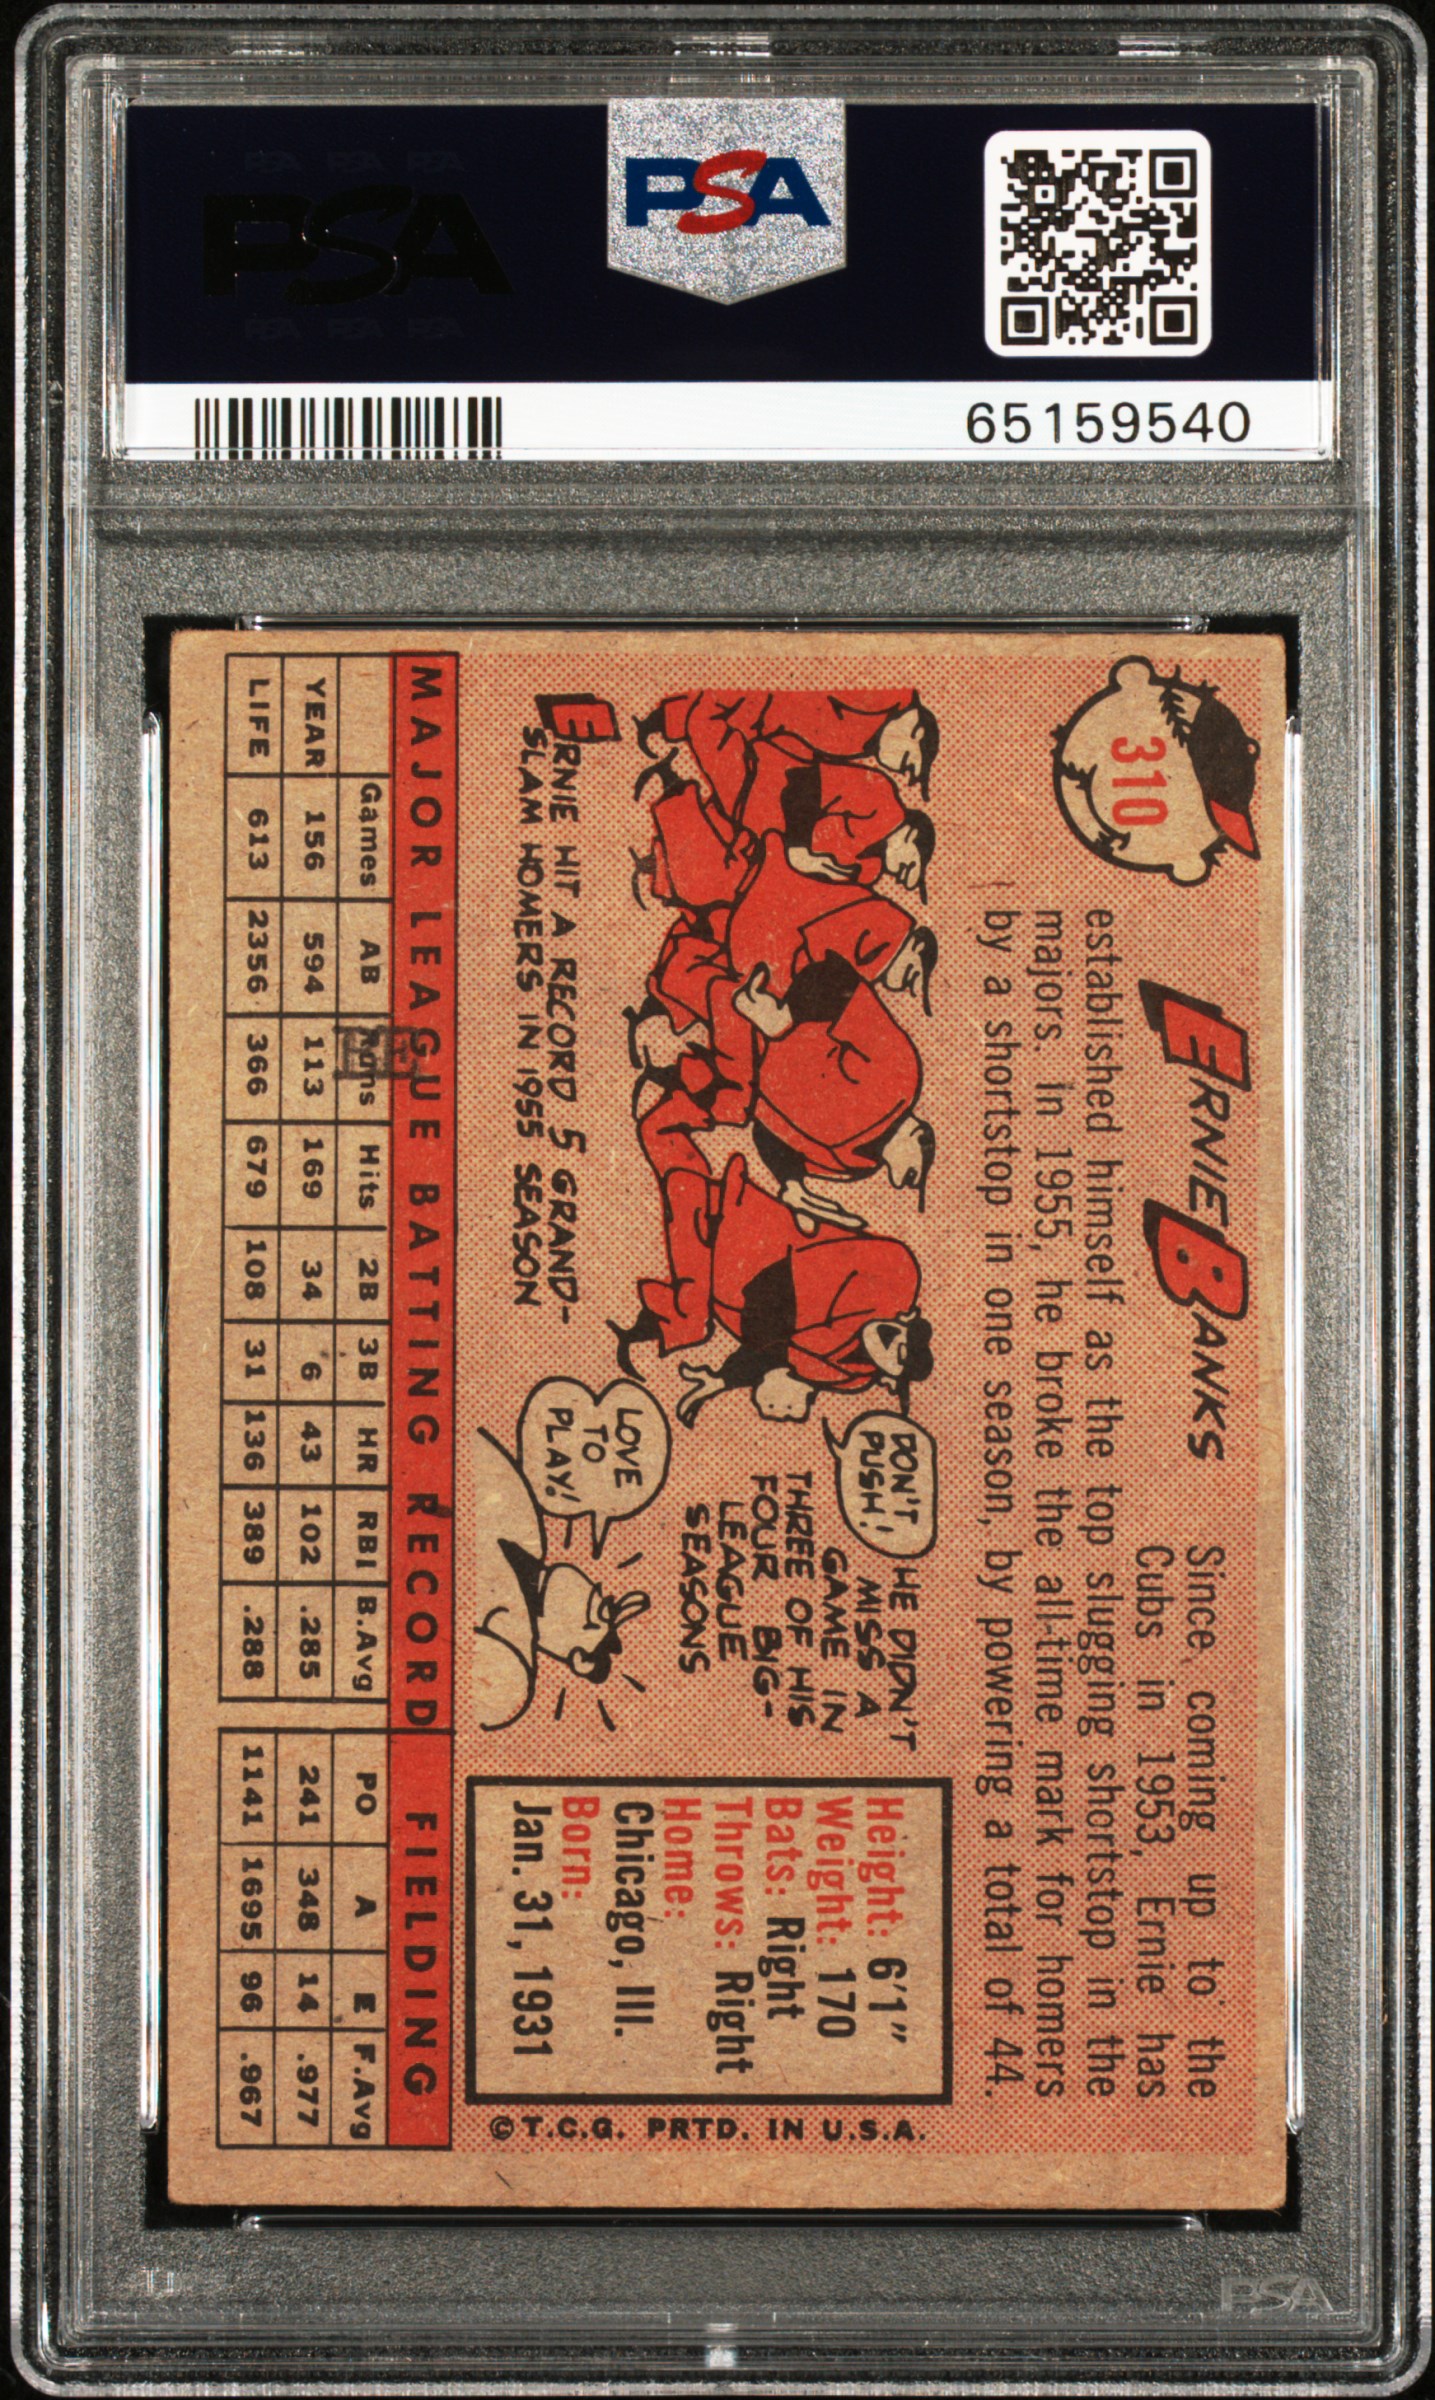 PSA
PSA
65159540
310
ERNIE BANKS
Since coming up to the
Cubs in 1953, Ernie has
established himself as the top slugging shortstop in the
majors. In 1955, he broke the all-time mark for homers
by a shortstop in one season, by powering a total of 44.
DON'T
PUSH!
HE DIDN'T
MISS A
GAME IN
THREE OF HIS
FOUR BIG-
LEAGUE
SEASONS
ERNIE HIT A RECORD 5 GRAND-
SLAM HOMERS IN 1955 SEASON
LOVE
TO
PLAY!
Height: 6'1"
Weight: 170
Bats: Right
Throws: Right
Home:
Chicago, Ill.
Born:
Jan. 31, 1931
© T.C.G. PRTD. IN U.S.A.
MAJOR LEAGUE BATTING RECORD FIELDING
Games AB Runs Hits 2B 3B HR RBI B.Avg PO A E F.Avg
YEAR 156 594 113 169 34 6 43 102 .285 241 348 14 .977
LIFE 613 2356 366 679 108 31 136 389 .288 1141 1695 96 .967
PSA